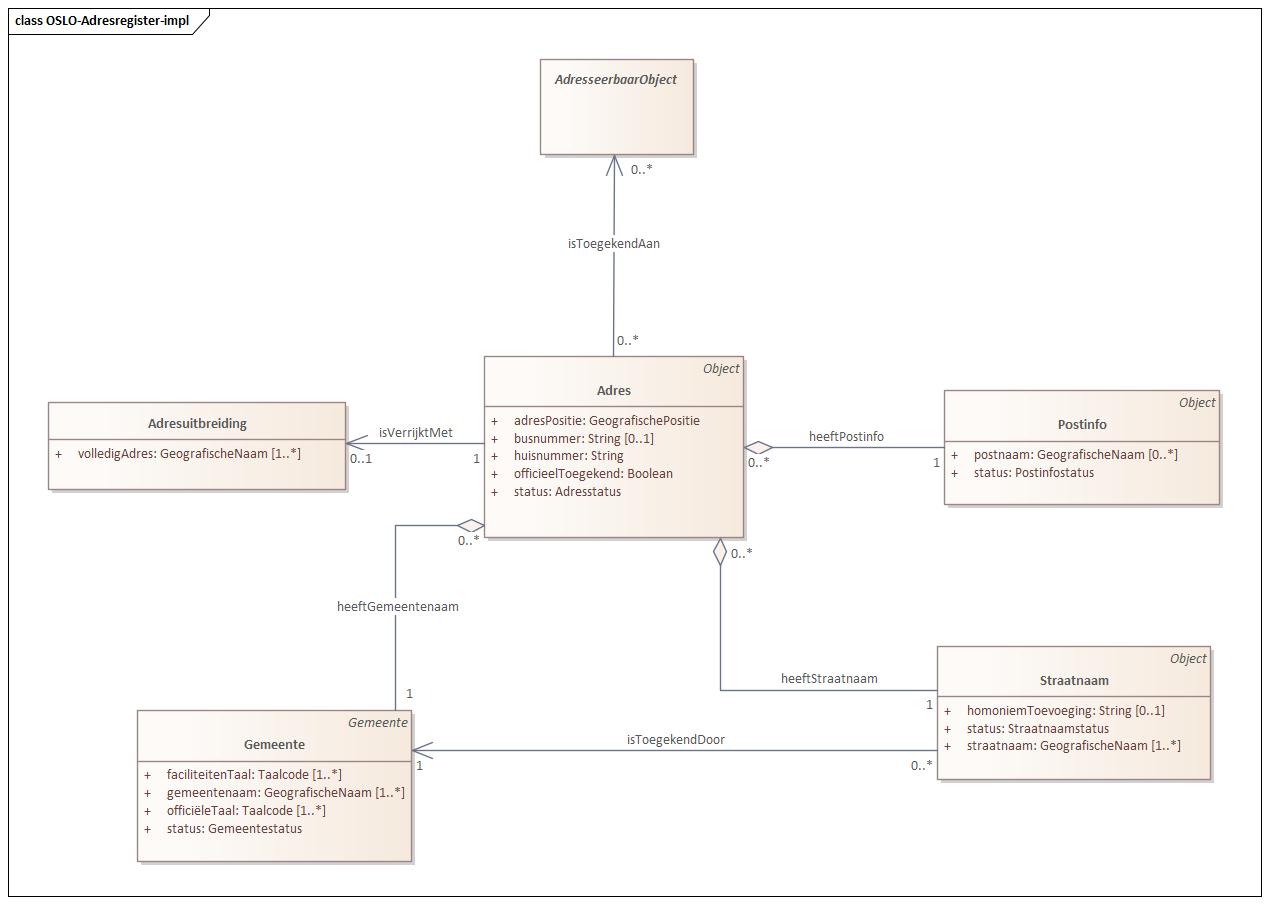 class OSLO-Adresregister-impl
AdresseerbaarObject
0..*
isToegekendAan
0..*
Object
Adres
+ adresPositie: GeografischePositie
+ busnummer: String [0..1]
+ huisnummer: String
+ officieelToegekend: Boolean
+ status: Adresstatus
Adresuitbreiding
+ volledigAdres: GeografischeNaam [1..*]
isVerrijktMet
0..1
1
heeftPostinfo
0..*
1
Object
Postinfo
+ postnaam: GeografischeNaam [0..*]
+ status: Postinfostatus
0..*
0..*
heeftGemeentenaam
1
heeftStraatnaam
1
Object
Straatnaam
+ homoniemToevoeging: String [0..1]
+ status: Straatnaamstatus
+ straatnaam: GeografischeNaam [1..*]
Gemeente
Gemeente
+ faciliteitenTaal: Taalcode [1..*]
+ gemeentenaam: GeografischeNaam [1..*]
+ officiëleTaal: Taalcode [1..*]
+ status: Gemeentestatus
isToegekendDoor
1
0..*